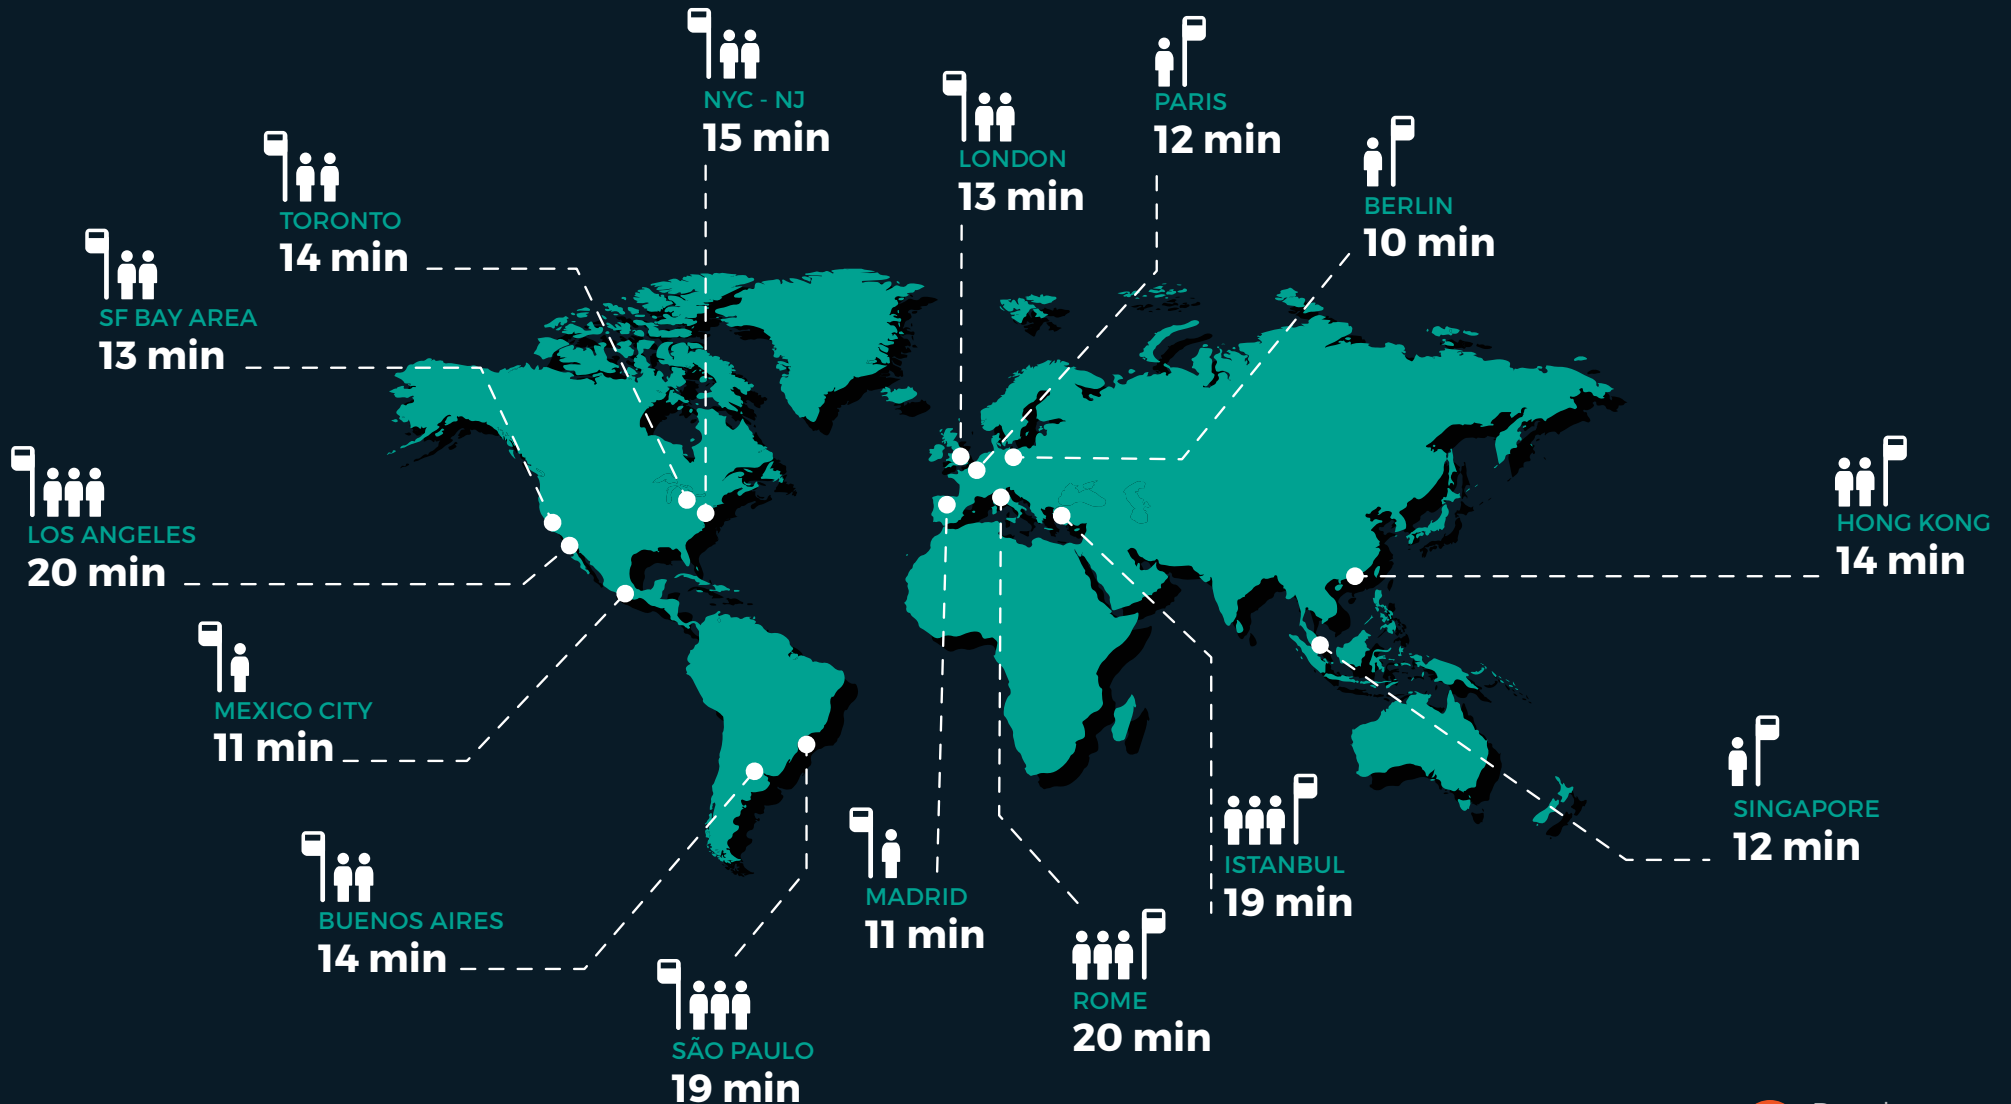 NYC - NJ
15 min
PARIS
12 min
LONDON
13 min
BERLIN
10 min
TORONTO
14 min
SF BAY AREA
13 min
LOS ANGELES
20 min
HONG KONG
14 min
MEXICO CITY
11 min
SINGAPORE
12 min
ISTANBUL
19 min
MADRID
11 min
BUENOS AIRES
14 min
ROME
20 min
SÃO PAULO
19 min